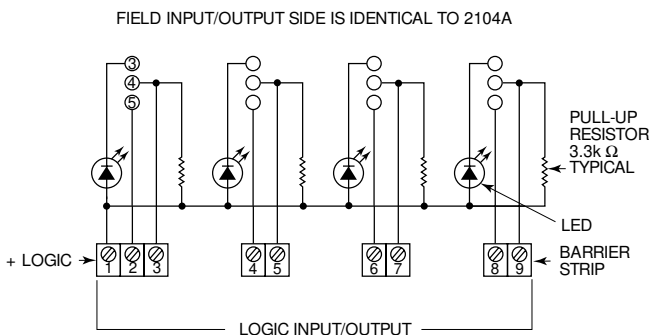 FIELD INPUT/OUTPUT SIDE IS IDENTICAL TO 2104A
3
4
5
PULL-UP
RESISTOR
3.3k Ω
TYPICAL
LED
+ LOGIC
1 2 3
4 5
6 7
8 9
BARRIER
STRIP
LOGIC INPUT/OUTPUT